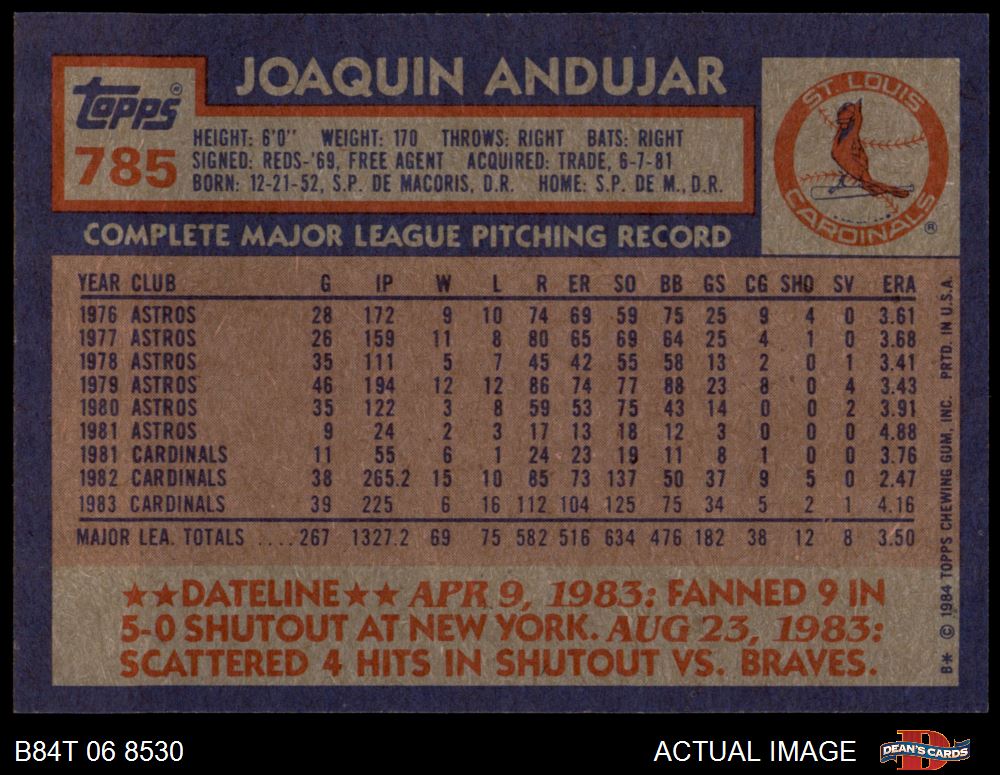 JOAQUIN ANDUJAR
Topps®
785
HEIGHT: 6'0" WEIGHT: 170 THROWS: RIGHT BATS: RIGHT
SIGNED: REDS-'69, FREE AGENT ACQUIRED: TRADE, 6-7-81
BORN: 12-21-52, S.P. DE MACORIS, D.R. HOME: S.P. DE M., D.R.
ST. LOUIS
CARDINALS ®
COMPLETE MAJOR LEAGUE PITCHING RECORD
YEAR CLUB G IP W L R ER SO BB GS CG SHO SV ERA
1976 ASTROS 28 172 9 10 74 69 59 75 25 9 4 0 3.61
1977 ASTROS 26 159 11 8 80 65 69 64 25 4 1 0 3.68
1978 ASTROS 35 111 5 7 45 42 55 58 13 2 0 1 3.41
1979 ASTROS 46 194 12 12 86 74 77 88 23 8 0 4 3.43
1980 ASTROS 35 122 3 8 59 53 75 43 14 0 0 2 3.91
1981 ASTROS 9 24 2 3 17 13 18 12 3 0 0 0 4.88
1981 CARDINALS 11 55 6 1 24 23 19 11 8 1 0 0 3.76
1982 CARDINALS 38 265.2 15 10 85 73 137 50 37 9 5 0 2.47
1983 CARDINALS 39 225 6 16 112 104 125 75 34 5 2 1 4.16
MAJOR LEA. TOTALS ....267 1327.2 69 75 582 516 634 476 182 38 12 8 3.50
★★DATELINE★★ APR 9, 1983: FANNED 9 IN
5-0 SHUTOUT AT NEW YORK. AUG 23, 1983:
SCATTERED 4 HITS IN SHUTOUT VS. BRAVES.
B* © 1984 TOPPS CHEWING GUM, INC. PRTD. IN U.S.A.
B84T 06 8530
ACTUAL IMAGE
D
DEAN'S CARDS